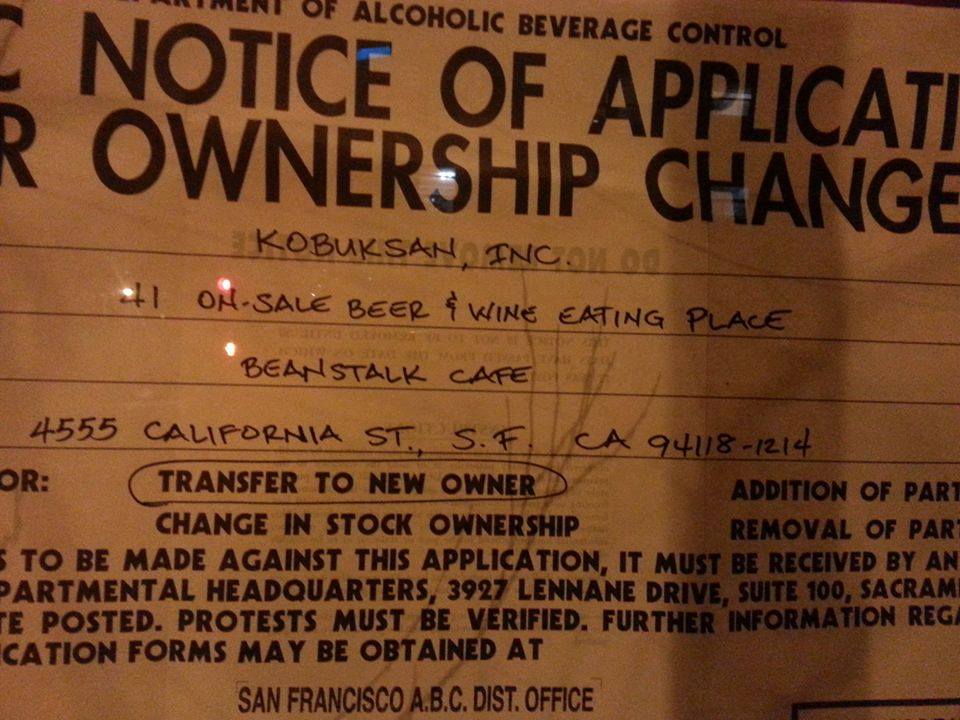 DEPARTMENT OF ALCOHOLIC BEVERAGE CONTROL
C NOTICE OF APPLICATI
R OWNERSHIP CHANGE
KOBUKSAN, INC.
41 ON-SALE BEER & WINE EATING PLACE
BEANSTALK CAFE
4555 CALIFORNIA ST., S.F. CA 94118-1214
OR: TRANSFER TO NEW OWNER ADDITION OF PART
CHANGE IN STOCK OWNERSHIP REMOVAL OF PART
S TO BE MADE AGAINST THIS APPLICATION, IT MUST BE RECEIVED BY AN
PARTMENTAL HEADQUARTERS, 3927 LENNANE DRIVE, SUITE 100, SACRAM
TE POSTED. PROTESTS MUST BE VERIFIED. FURTHER INFORMATION REGA
ICATION FORMS MAY BE OBTAINED AT
SAN FRANCISCO A.B.C. DIST. OFFICE